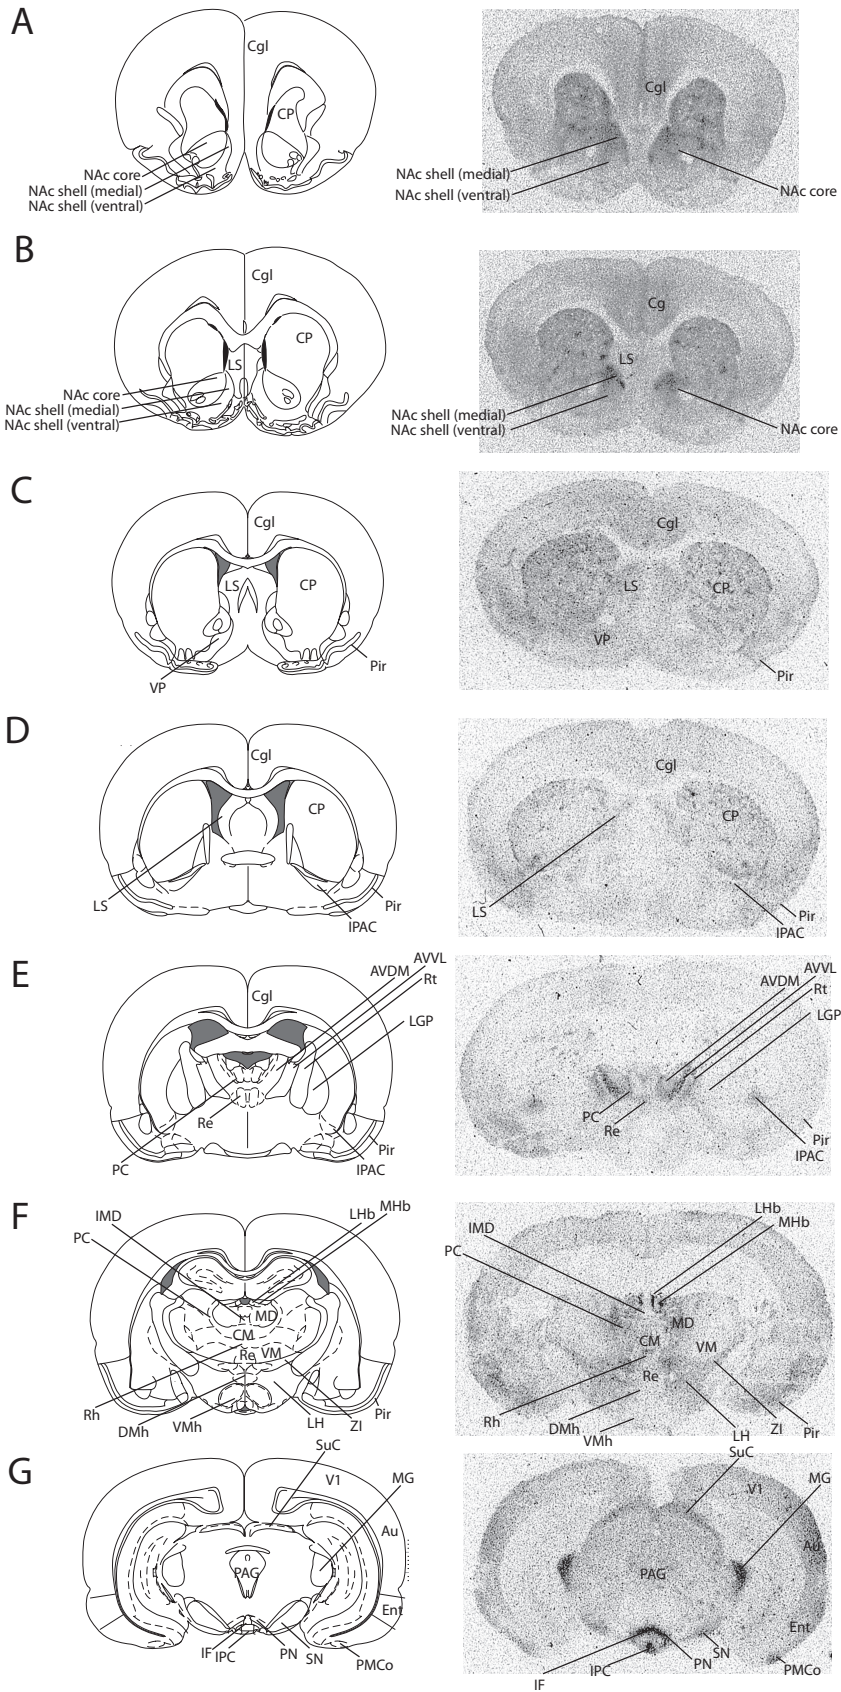 A
Cgl
CP
NAc core
NAc shell (medial)
NAc shell (ventral)
Cgl
NAc shell (medial)
NAc shell (ventral)
NAc core
B
Cgl
CP
LS
NAc core
NAc shell (medial)
NAc shell (ventral)
Cg
LS
NAc shell (medial)
NAc shell (ventral)
NAc core
C
Cgl
LS
CP
VP
Pir
Cgl
LS
CP
VP
Pir
D
Cgl
CP
LS
Pir
IPAC
Cgl
CP
LS
Pir
IPAC
E
Cgl
AVDM
AVVL
Rt
LGP
Re
PC
Pir
IPAC
AVDM
AVVL
Rt
LGP
PC
Re
Pir
IPAC
F
IMD
PC
LHb
MHb
MD
CM
Re VM
Rh
DMh
VMh
LH
ZI
Pir
IMD
PC
LHb
MHb
MD
CM
VM
Re
Rh
DMh
VMh
LH
ZI
Pir
G
SuC
V1
MG
Au
PAG
Ent
IF
IPC
PN
SN
PMCo
SuC
V1
MG
Au
PAG
Ent
SN
PN
IPC
IF
PMCo